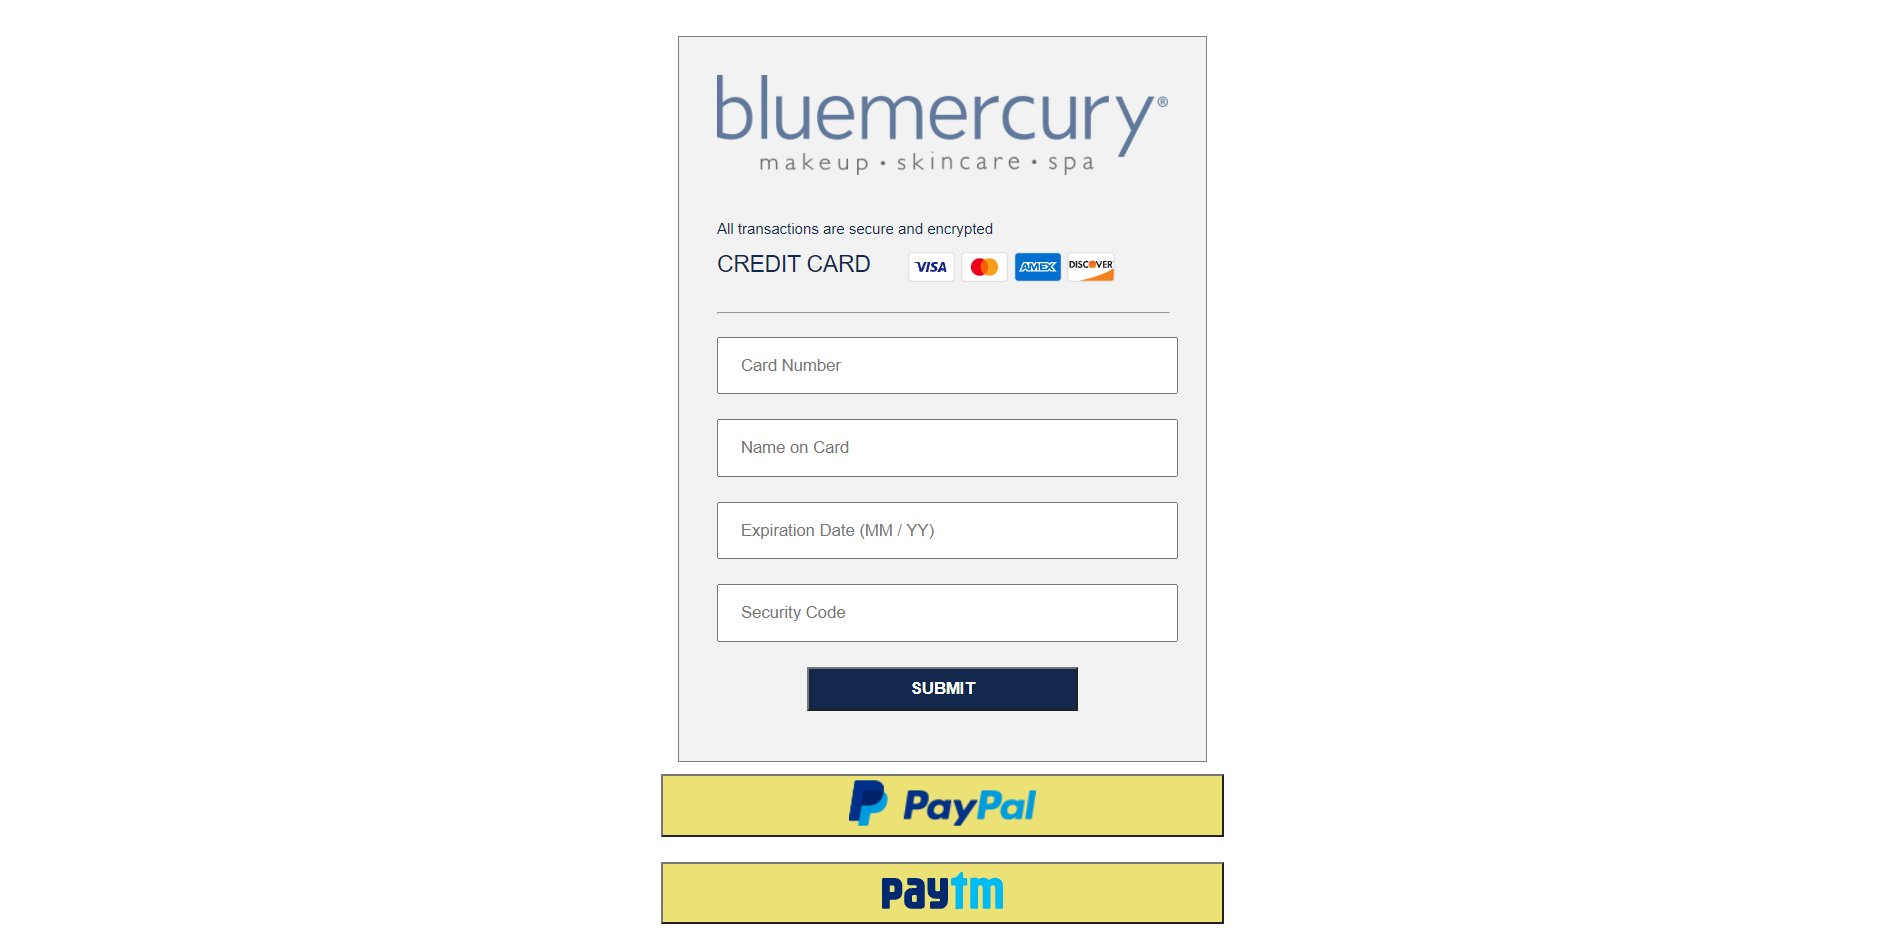 bluemercury®
makeup • skincare • spa
All transactions are secure and encrypted
CREDIT CARD VISA AMEX DISCOVER
Card Number
Name on Card
Expiration Date (MM / YY)
Security Code
SUBMIT
PayPal
paytm